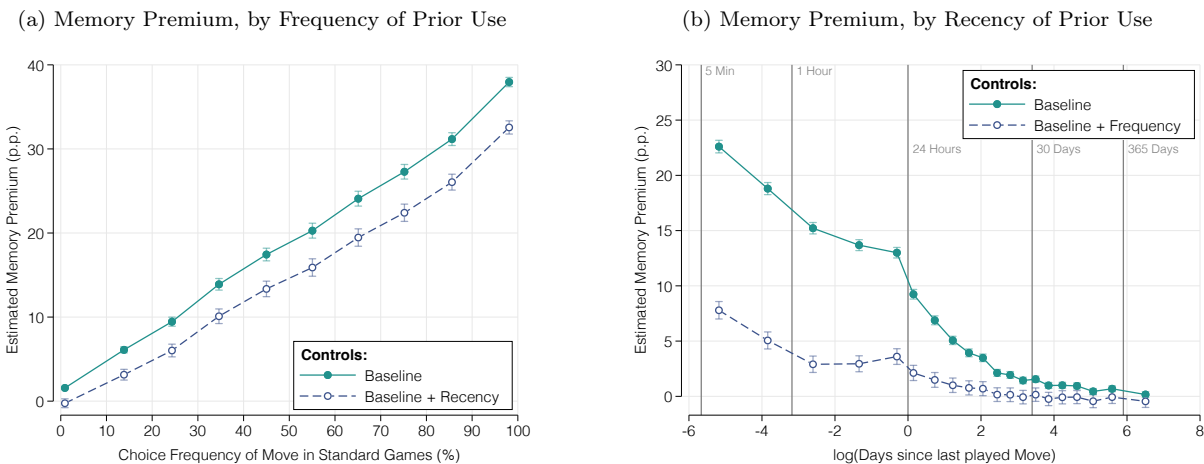 (a) Memory Premium, by Frequency of Prior Use
40
30
20
10
0
Estimated Memory Premium (p.p.)
Controls:
Baseline
Baseline + Recency
0 10 20 30 40 50 60 70 80 90 100
Choice Frequency of Move in Standard Games (%)
(b) Memory Premium, by Recency of Prior Use
30
25
20
15
10
5
0
Estimated Memory Premium (p.p.)
5 Min
1 Hour
24 Hours
30 Days
365 Days
Controls:
Baseline
Baseline + Frequency
-6 -4 -2 0 2 4 6 8
log(Days since last played Move)